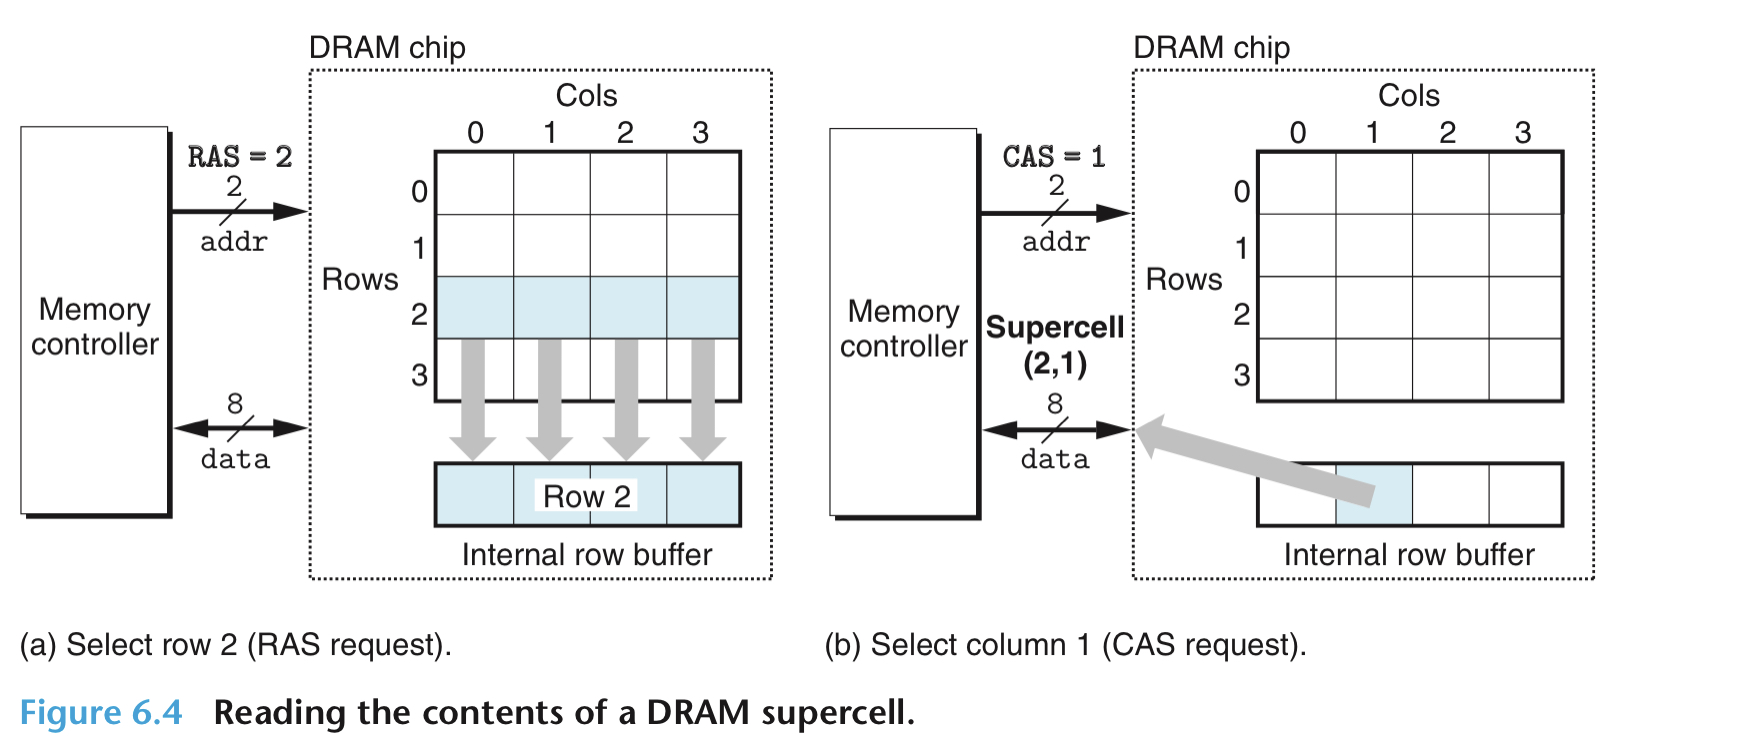 DRAM chip
Cols
0 1 2 3
RAS = 2
2
addr
Rows
0
1
2
3
Memory
controller
8
data
Row 2
Internal row buffer
(a) Select row 2 (RAS request).
DRAM chip
Cols
0 1 2 3
CAS = 1
2
addr
Rows
0
1
2
3
Memory
controller
Supercell
(2,1)
8
data
Internal row buffer
(b) Select column 1 (CAS request).
Figure 6.4 Reading the contents of a DRAM supercell.